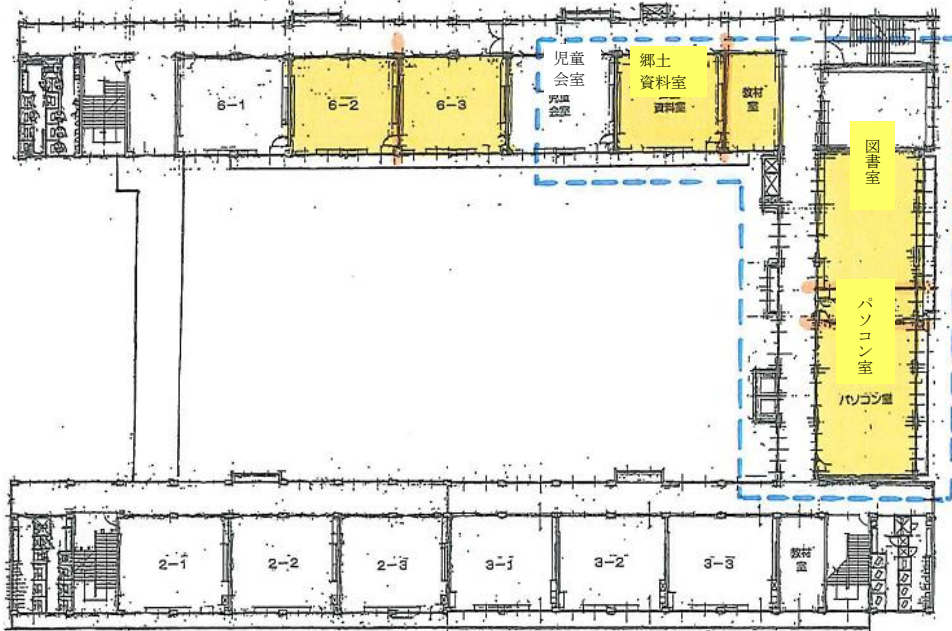 児童
会室
郷土
資料室
6-1
6-2
6-3
児童
会室
資料室
教材
室
図書室
パソコン室
パソコン室
2-1
2-2
2-3
3-1
3-2
3-3
教材
室